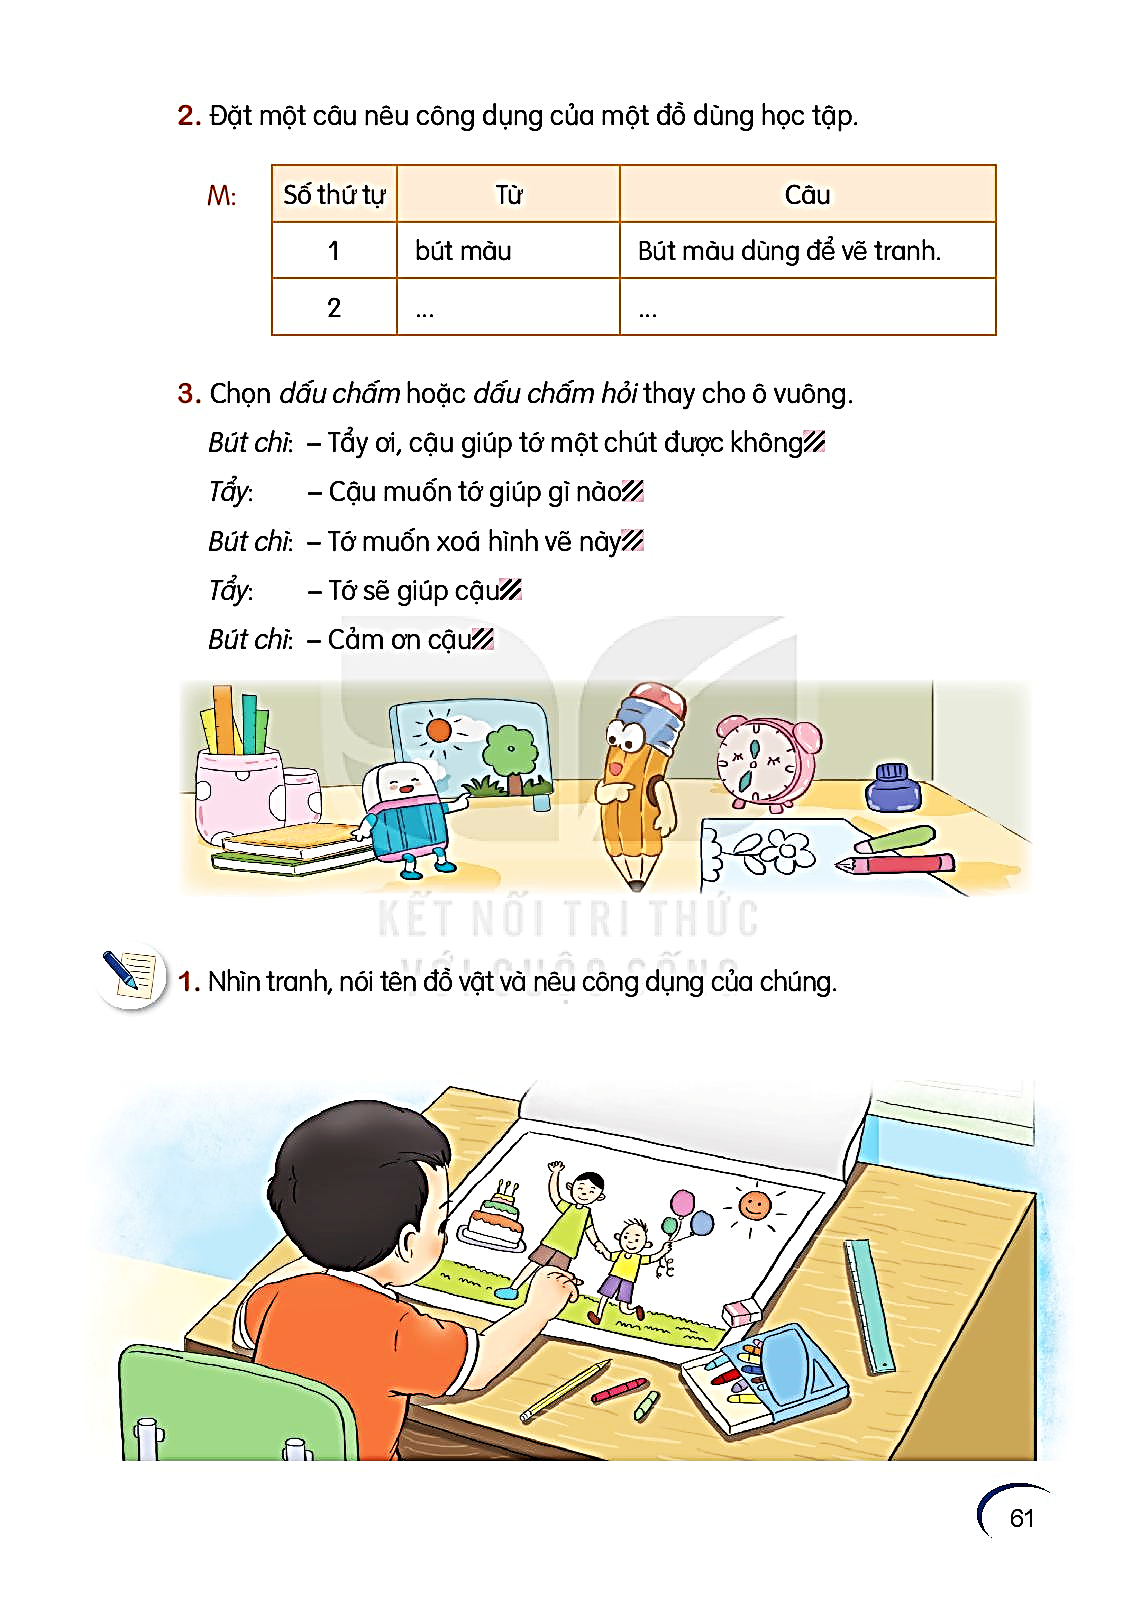 2. Đặt một câu nêu công dụng của một đồ dùng học tập.
M:
Số thứ tự Từ Câu
1 bút màu Bút màu dùng để vẽ tranh.
2 ... ...
3. Chọn dấu chấm hoặc dấu chấm hỏi thay cho ô vuông.
Bút chì: – Tẩy ơi, cậu giúp tớ một chút được không
Tẩy: – Cậu muốn tớ giúp gì nào
Bút chì: – Tớ muốn xoá hình vẽ này
Tẩy: – Tớ sẽ giúp cậu
Bút chì: – Cảm ơn cậu
KẾT NỐI TRI THỨC
VỚI CUỘC SỐNG
1. Nhìn tranh, nói tên đồ vật và nêu công dụng của chúng.
61